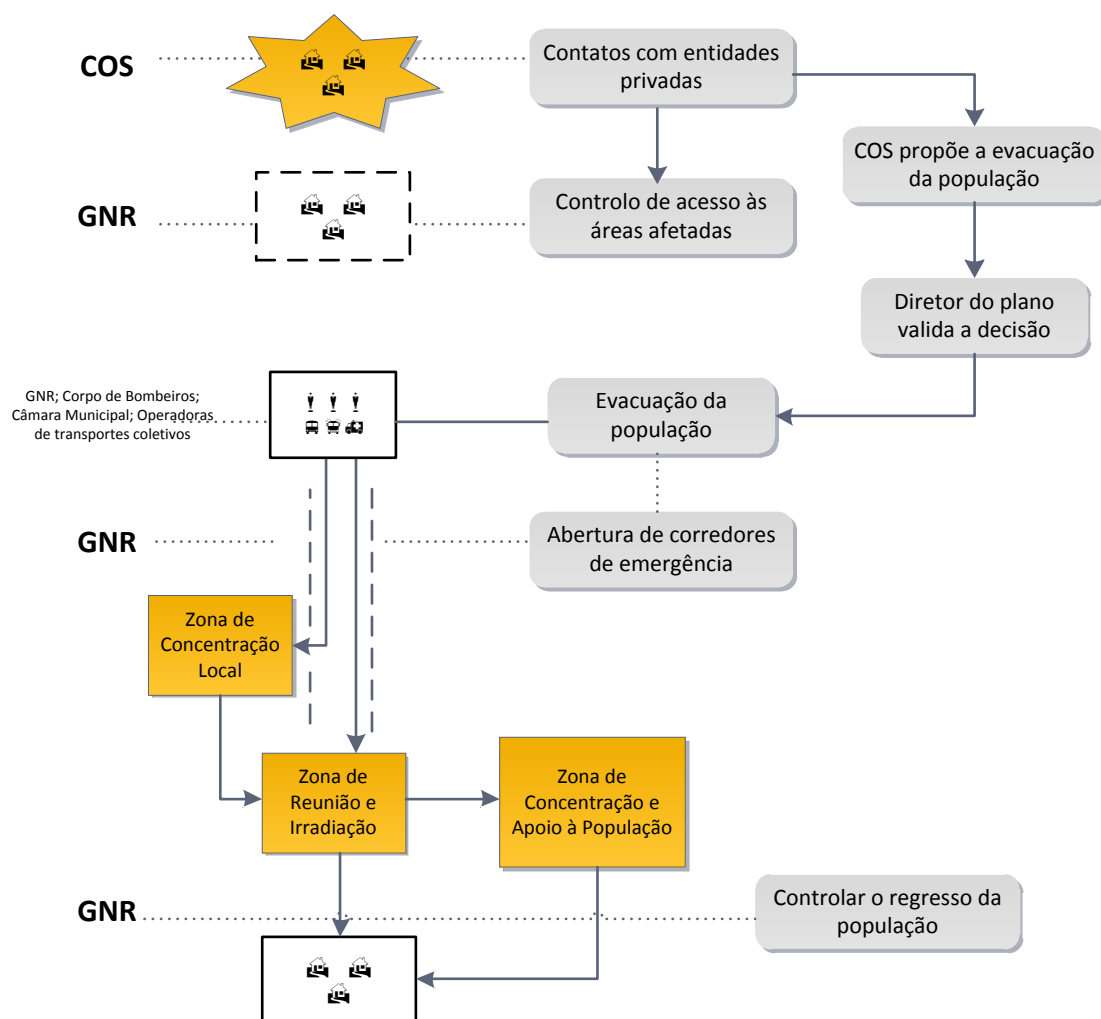 COS
Contatos com entidades
privadas
COS propõe a evacuação
da população
GNR
Controlo de acesso às
áreas afetadas
Diretor do plano
valida a decisão
GNR; Corpo de Bombeiros;
Câmara Municipal; Operadoras
de transportes coletivos
Evacuação da
população
GNR
Abertura de corredores
de emergência
Zona de
Concentração
Local
Zona de
Reunião e
Irradiação
Zona de
Concentração e
Apoio à População
GNR
Controlar o regresso da
população